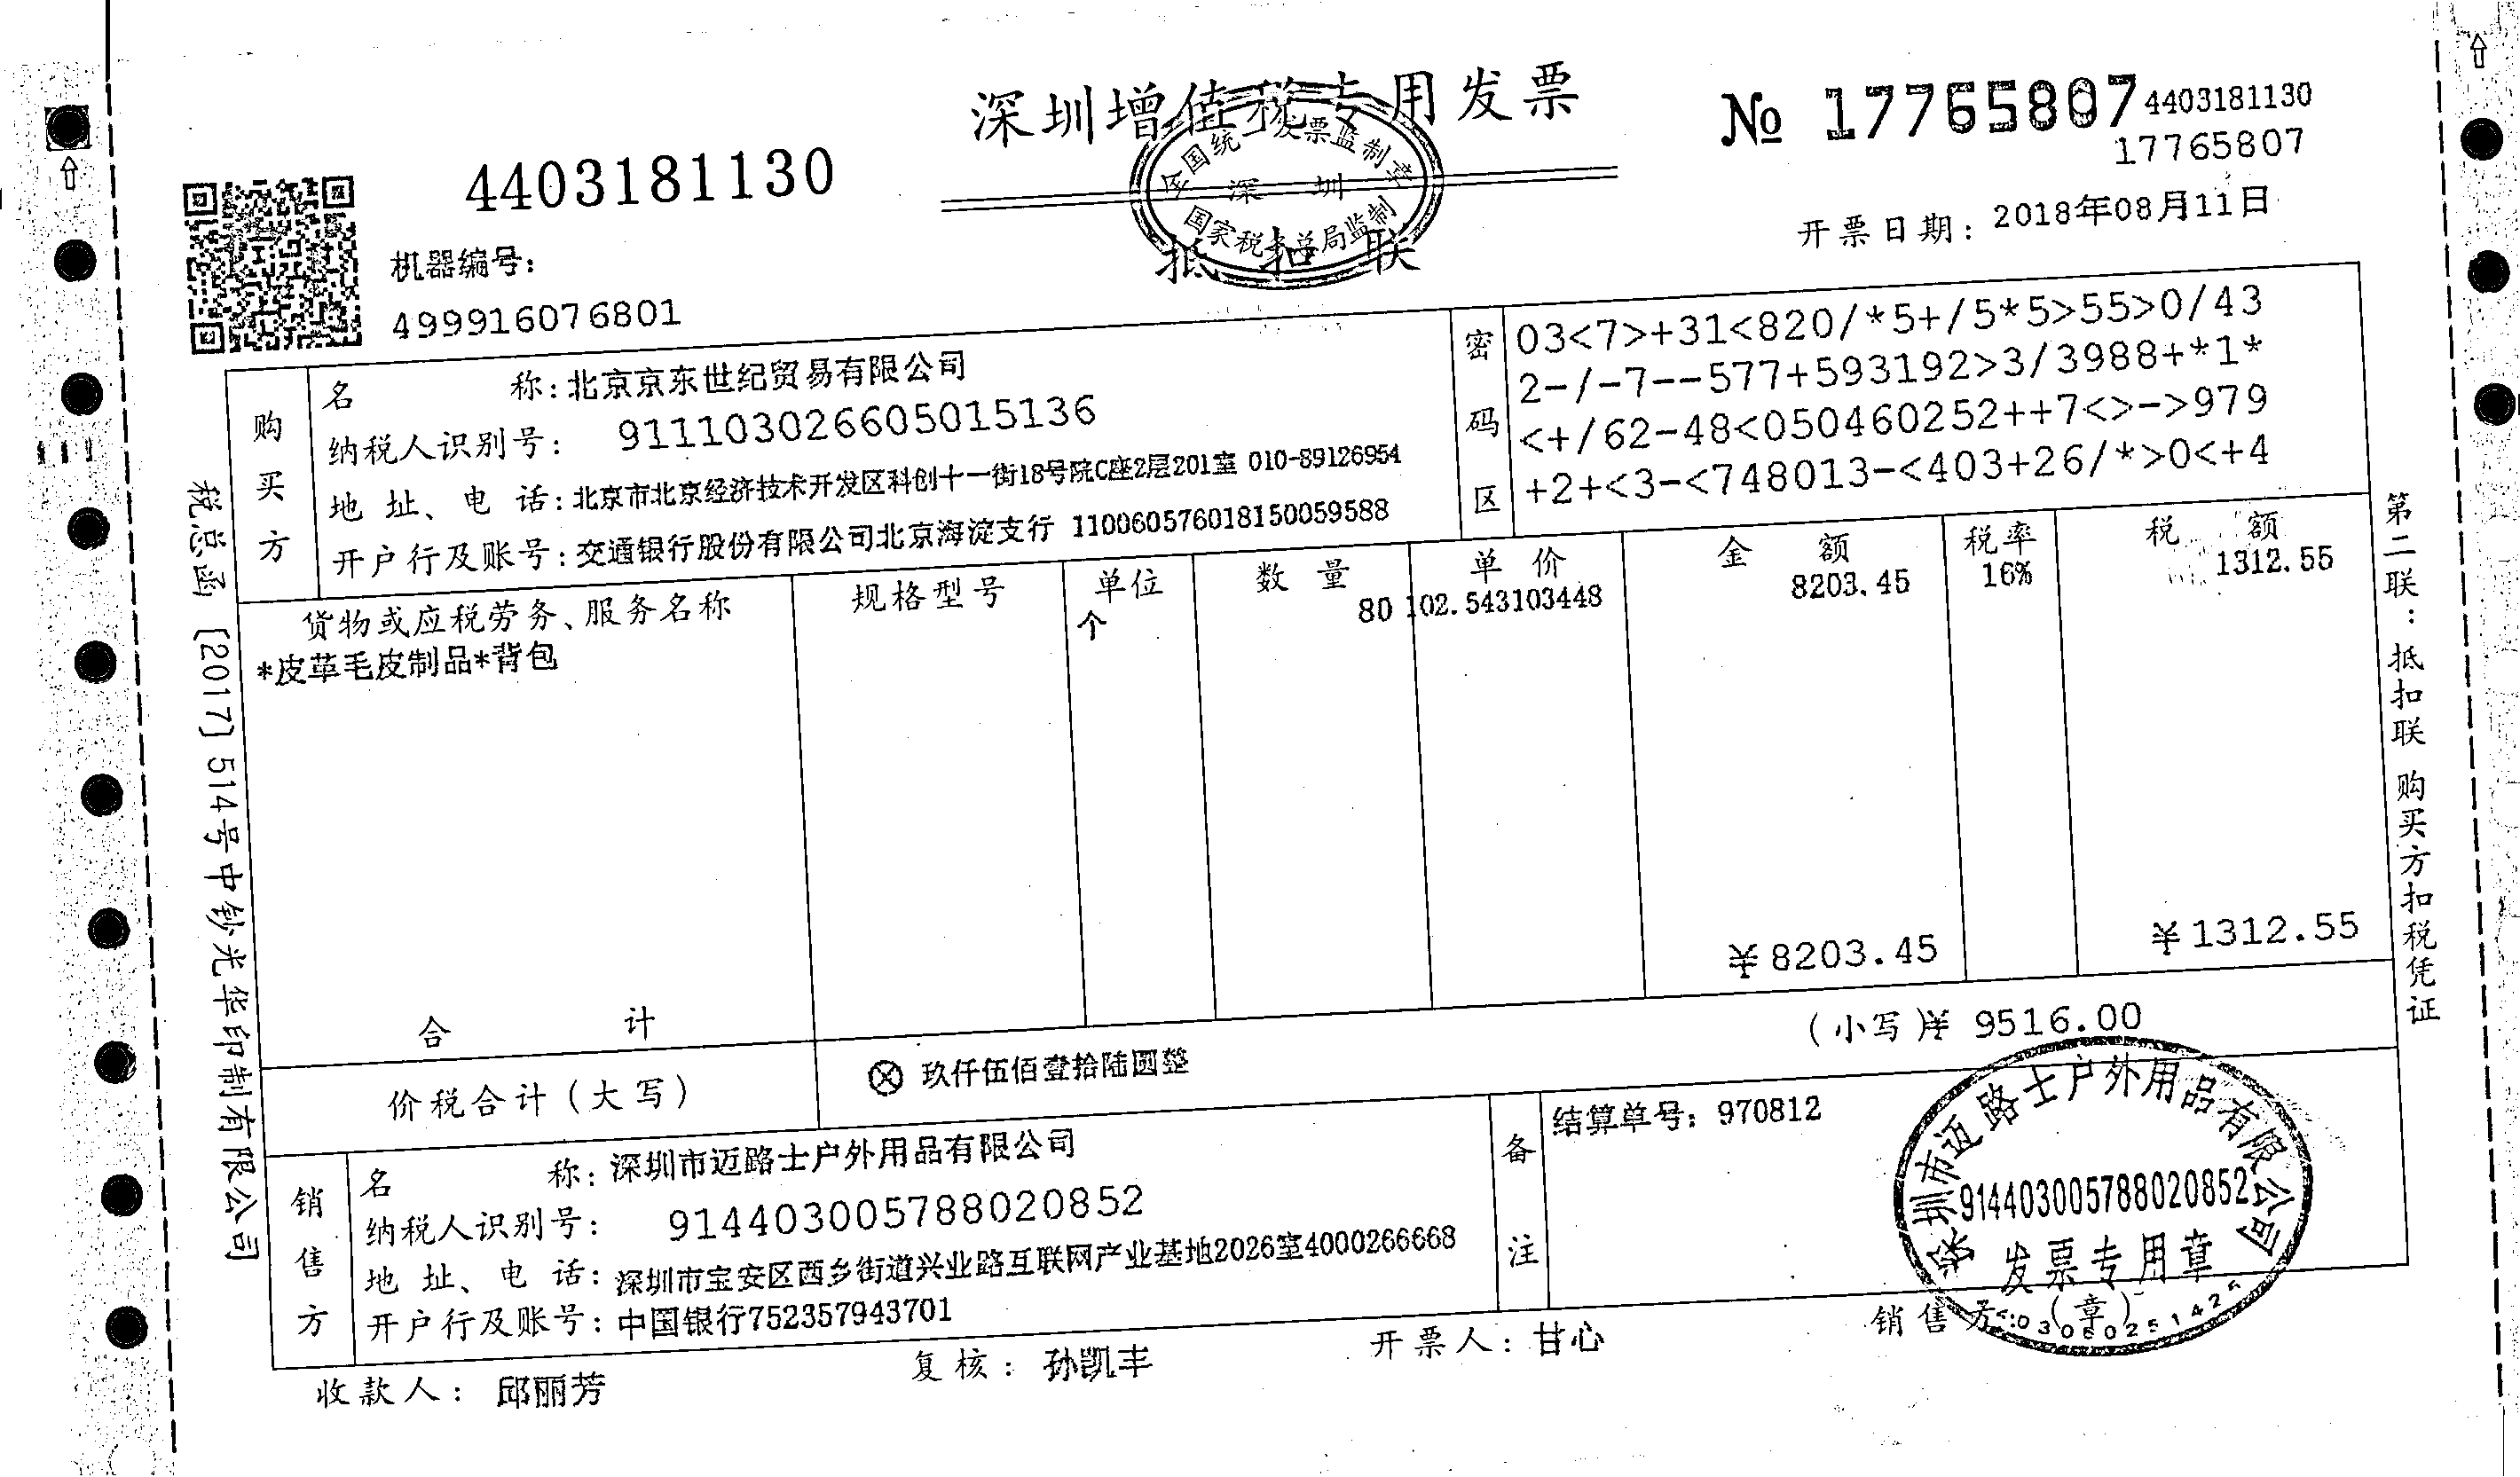 深圳增值税专用发票
№ 17765807
4403181130
17765807
4403181130
全国统一发票监制章
深 圳
国家税务总局监制
抵扣联
开票日期: 2018年08月11日
机器编号:
499916076801
购买方
名 称: 北京京东世纪贸易有限公司
纳税人识别号: 911103026605015136
地 址、电 话: 北京市北京经济技术开发区科创十一街18号院C座2层201室 010-89126954
开户行及账号: 交通银行股份有限公司北京海淀支行 110060576018150059588
密码区
03<7>+31<820/*5+/5*5>55>0/43
2-/-7--577+593192>3/3988+*1*
<+/62-48<050460252++7<>->979
+2+<3-<748013-<403+26/*>0<+4
货物或应税劳务、服务名称 规格型号 单位 数 量 单 价 金 额 税率 税 额
*皮革毛皮制品*背包 个 80 102.543103448 8203.45 16% 1312.55
合 计 ¥8203.45 ¥1312.55
价税合计(大写) ⊗ 玖仟伍佰壹拾陆圆整 (小写)¥ 9516.00
销售方
名 称: 深圳市迈路士户外用品有限公司
纳税人识别号: 914403005788020852
地 址、电 话: 深圳市宝安区西乡街道兴业路互联网产业基地2026室4000266668
开户行及账号: 中国银行752357943701
备注
结算单号: 970812
深圳市迈路士户外用品有限公司
914403005788020852
发票专用章
收款人: 邱丽芳 复核: 孙凯丰 开票人: 甘心 销售方:(章)
税总函[2017]514号中钞光华印制有限公司
第二联:抵扣联 购买方扣税凭证